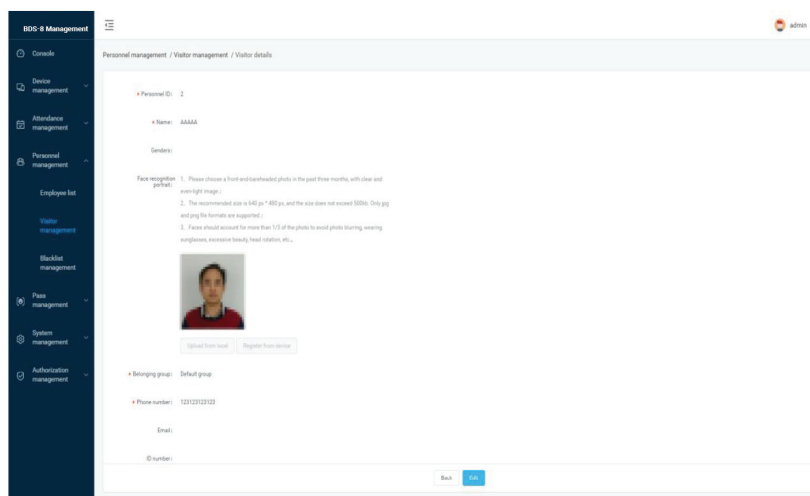 BDS-8 Management
admin
Console
Device
management
Attendance
management
Personnel
management
Employee list
Visitor
management
Blacklist
management
Pass
management
System
management
Authorization
management
Personnel management / Visitor management / Visitor details
* Personnel ID: 2
* Name: AAAAA
Genders:
Face recognition
portrait:
1、Please choose a front and bareheaded photo in the past three months, with clear and
even-light image.;
2、The recommended size is 640 px * 480 px, and the size does not exceed 500kb. Only jpg
and png file formats are supported.;
3、Faces should account for more than 1/3 of the photo to avoid photo blurring, wearing
sunglasses, excessive beauty, head rotation, etc.。
Upload from local Register from device
* Belonging group: Default group
* Phone number: 123123123123
Email:
ID number:
Back Edit